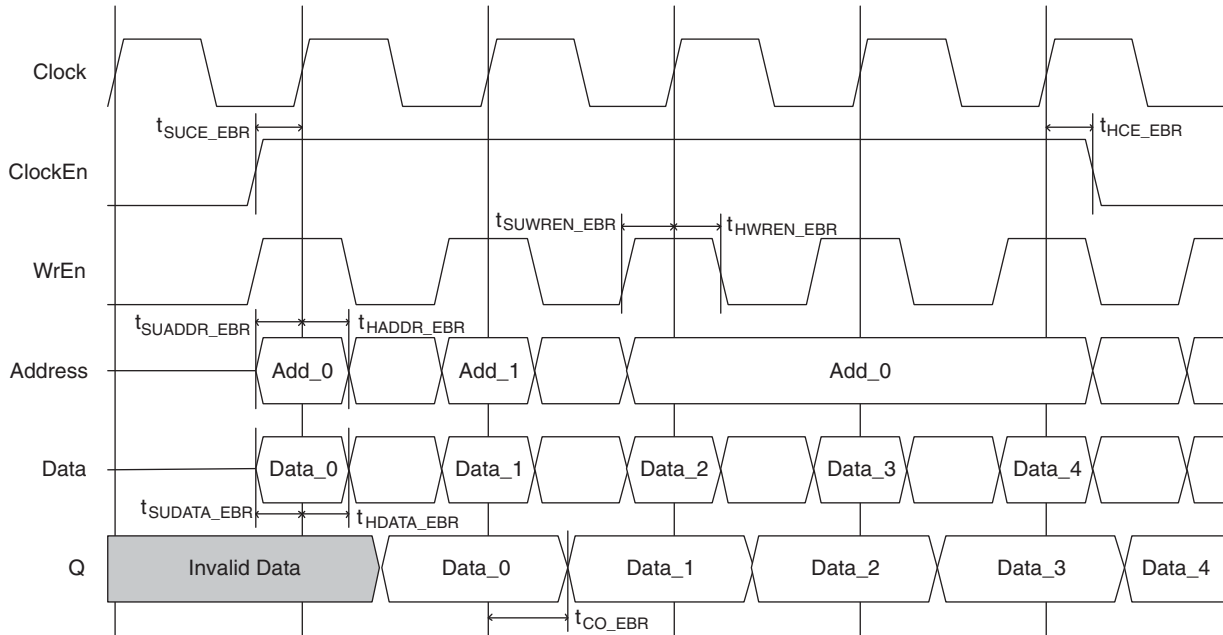 Clock
tSUCE_EBR
tHCE_EBR
ClockEn
tSUWREN_EBR
tHWREN_EBR
WrEn
tSUADDR_EBR
tHADDR_EBR
Address Add_0 Add_1 Add_0
Data Data_0 Data_1 Data_2 Data_3 Data_4
tSUDATA_EBR
tHDATA_EBR
Q Invalid Data Data_0 Data_1 Data_2 Data_3 Data_4
tCO_EBR